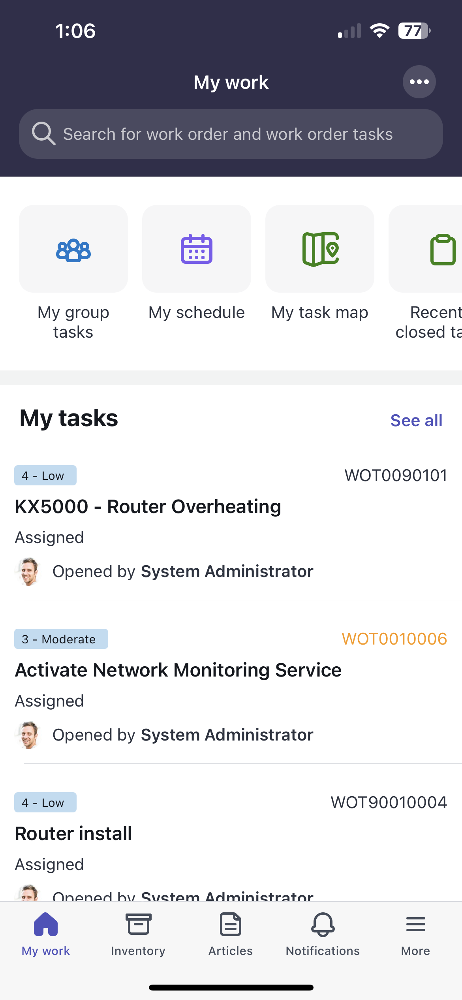 1:06
77
My work
Search for work order and work order tasks
My group
tasks
My schedule
My task map
Recent
closed ta
My tasks
See all
4 - Low
WOT0090101
KX5000 - Router Overheating
Assigned
Opened by System Administrator
3 - Moderate
WOT0010006
Activate Network Monitoring Service
Assigned
Opened by System Administrator
4 - Low
WOT90010004
Router install
Assigned
Opened by System Administrator
My work
Inventory
Articles
Notifications
More